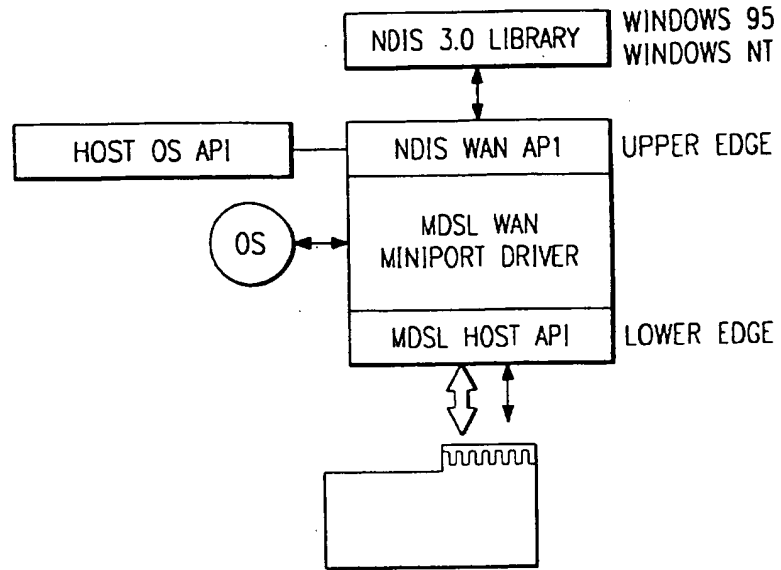 NDIS 3.0 LIBRARY
WINDOWS 95
WINDOWS NT
HOST OS API
NDIS WAN AP1
UPPER EDGE
OS
MDSL WAN
MINIPORT DRIVER
MDSL HOST AP1
LOWER EDGE